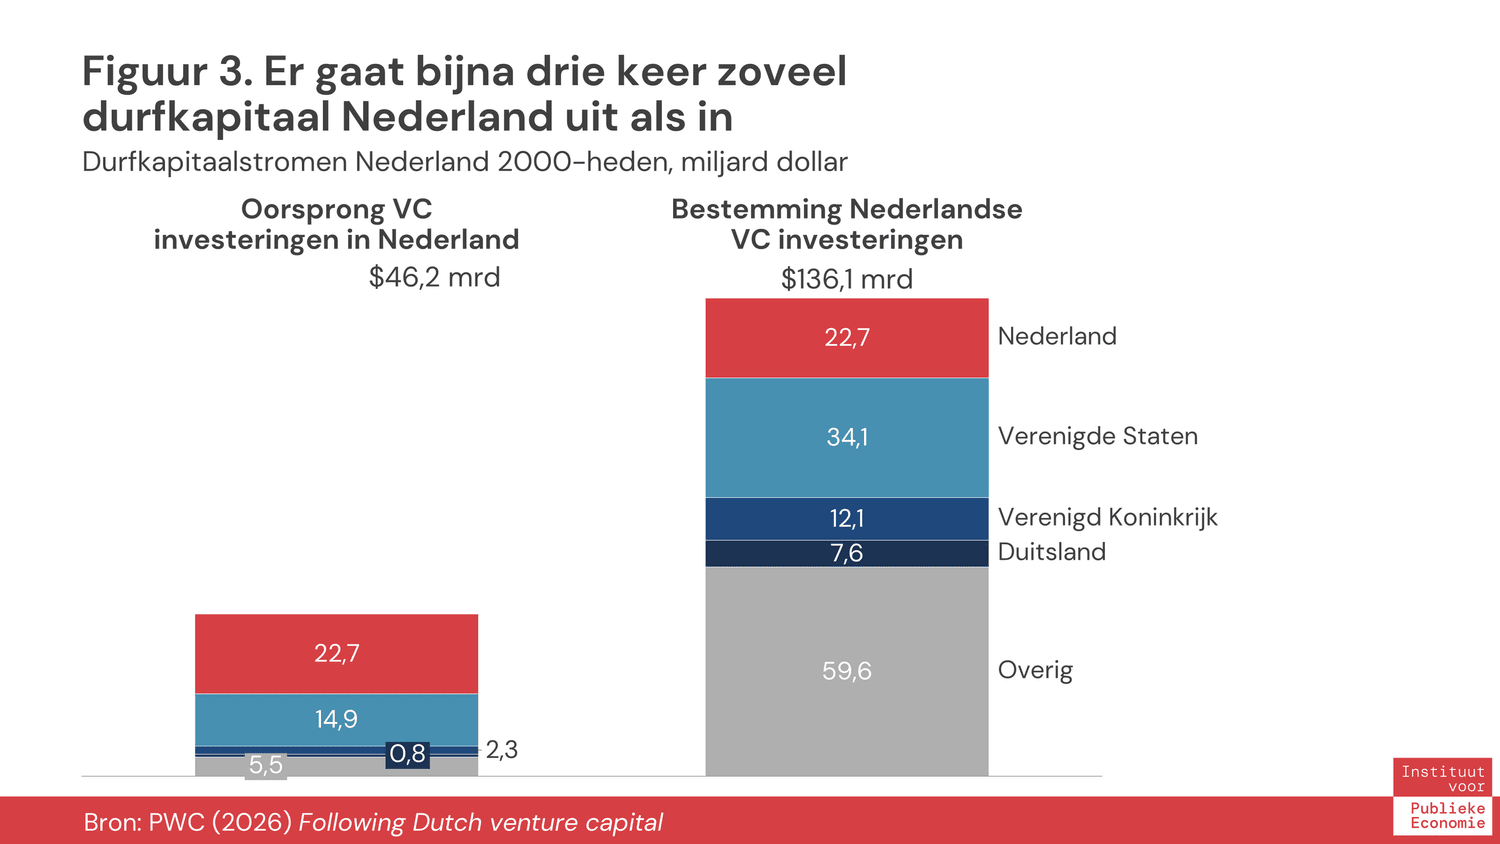 Figuur 3. Er gaat bijna drie keer zoveel
durfkapitaal Nederland uit als in
Durfkapitaalstromen Nederland 2000-heden, miljard dollar
Oorsprong VC
investeringen in Nederland
$46,2 mrd
22,7
14,9
2,3
0,8
5,5
Bestemming Nederlandse
VC investeringen
$136,1 mrd
22,7 Nederland
34,1 Verenigde Staten
12,1 Verenigd Koninkrijk
7,6 Duitsland
59,6 Overig
Bron: PWC (2026) Following Dutch venture capital
Instituut
voor
Publieke
Economie